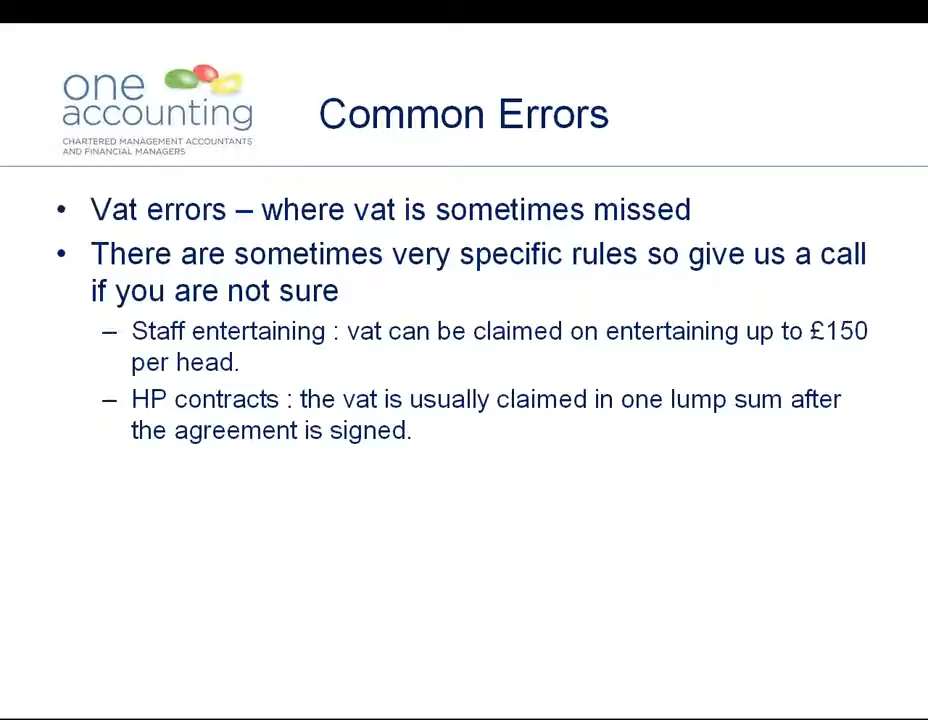 one
accounting
CHARTERED MANAGEMENT ACCOUNTANTS
AND FINANCIAL MANAGERS
Common Errors
• Vat errors – where vat is sometimes missed
• There are sometimes very specific rules so give us a call
if you are not sure
– Staff entertaining : vat can be claimed on entertaining up to £150
per head.
– HP contracts : the vat is usually claimed in one lump sum after
the agreement is signed.